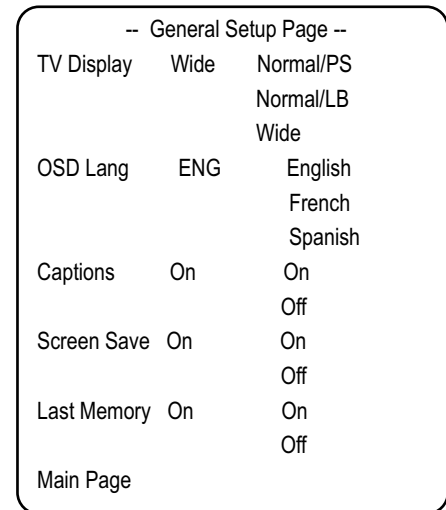 -- General Setup Page --
TV Display Wide Normal/PS
Normal/LB
Wide
OSD Lang ENG English
French
Spanish
Captions On On
Off
Screen Save On On
Off
Last Memory On On
Off
Main Page